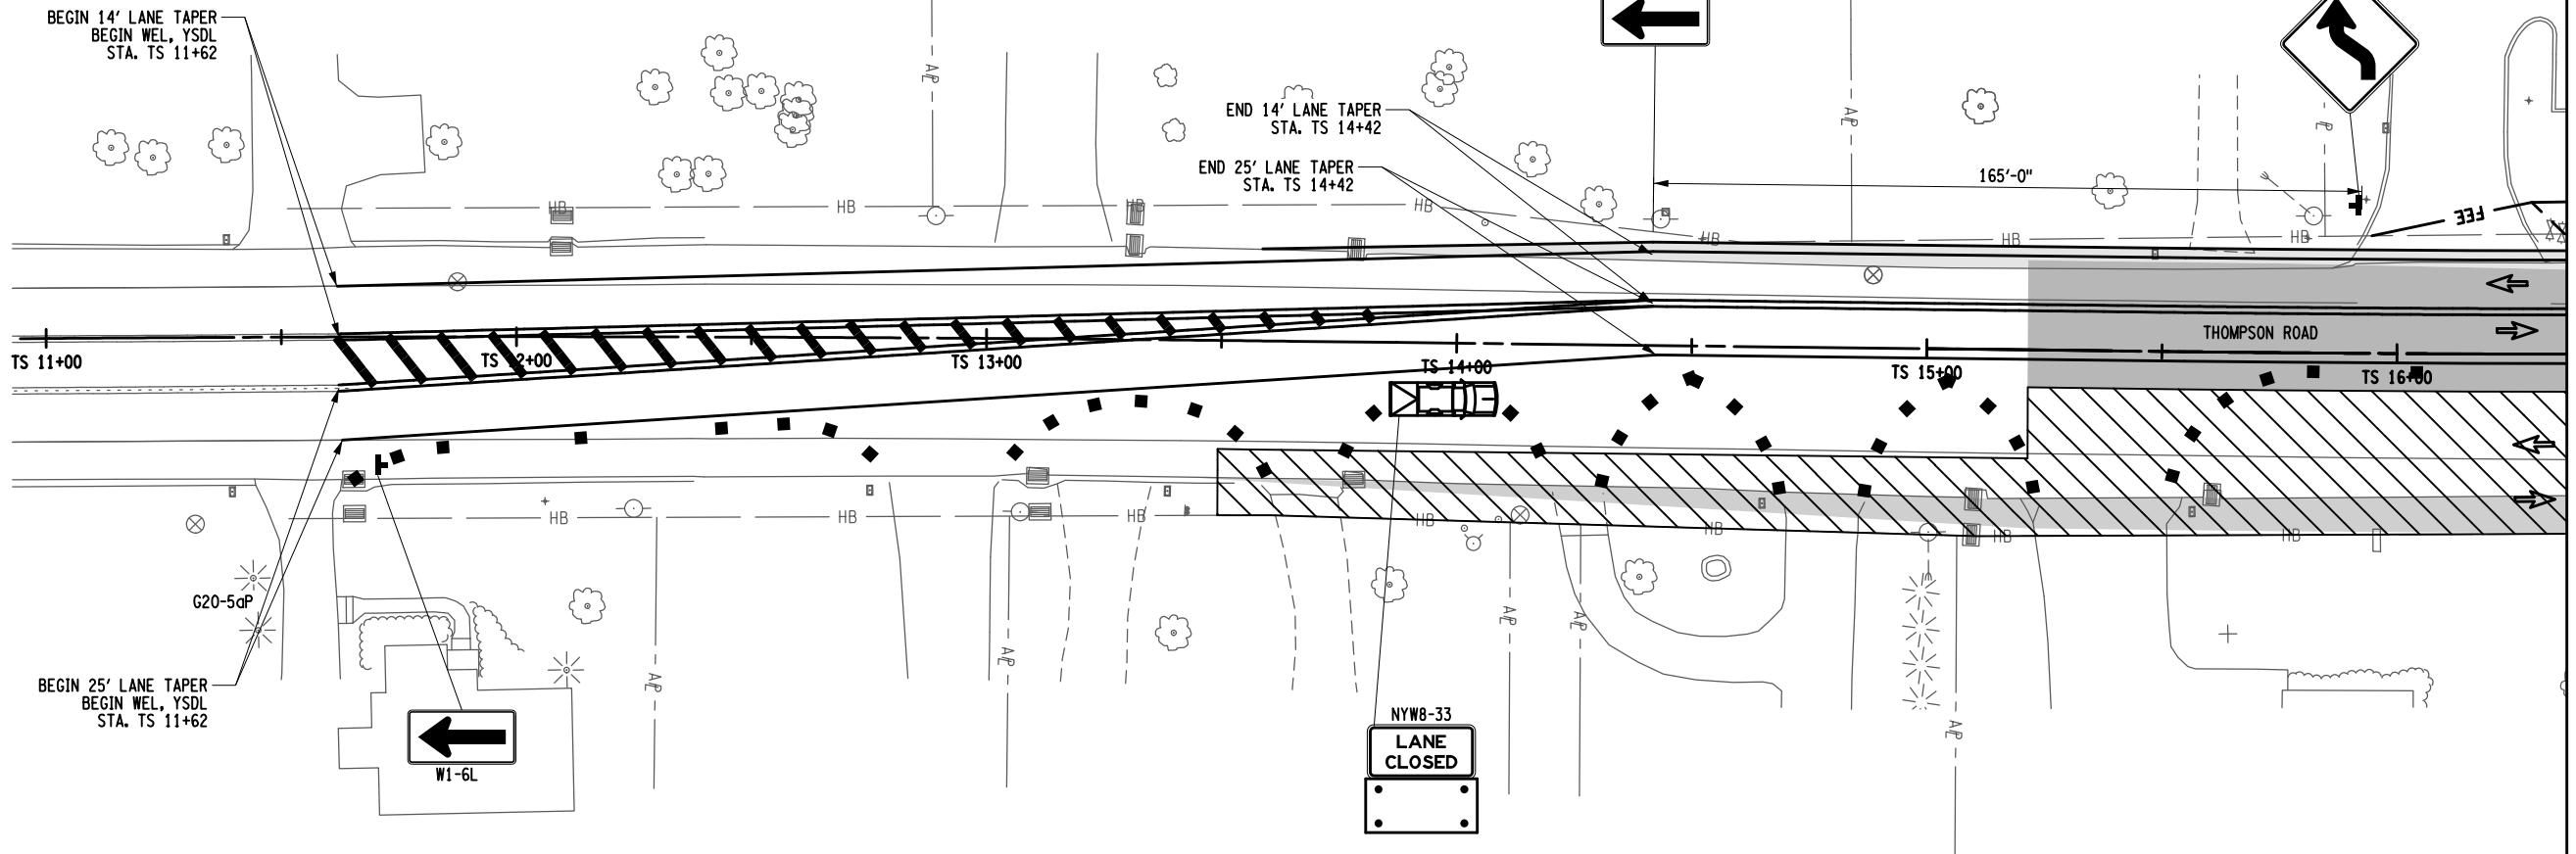 BEGIN 14' LANE TAPER
BEGIN WEL, YSDL
STA. TS 11+62
END 14' LANE TAPER
STA. TS 14+42
END 25' LANE TAPER
STA. TS 14+42
165'-0"
HB
HB
HB
HB
HB
HB
HB
FEE
THOMPSON ROAD
TS 11+00
TS 12+00
TS 13+00
TS 14+00
TS 15+00
TS 16+00
HB
HB
HB
HB
HB
HB
HB
G20-5aP
BEGIN 25' LANE TAPER
BEGIN WEL, YSDL
STA. TS 11+62
W1-6L
NYW8-33
LANE
CLOSED